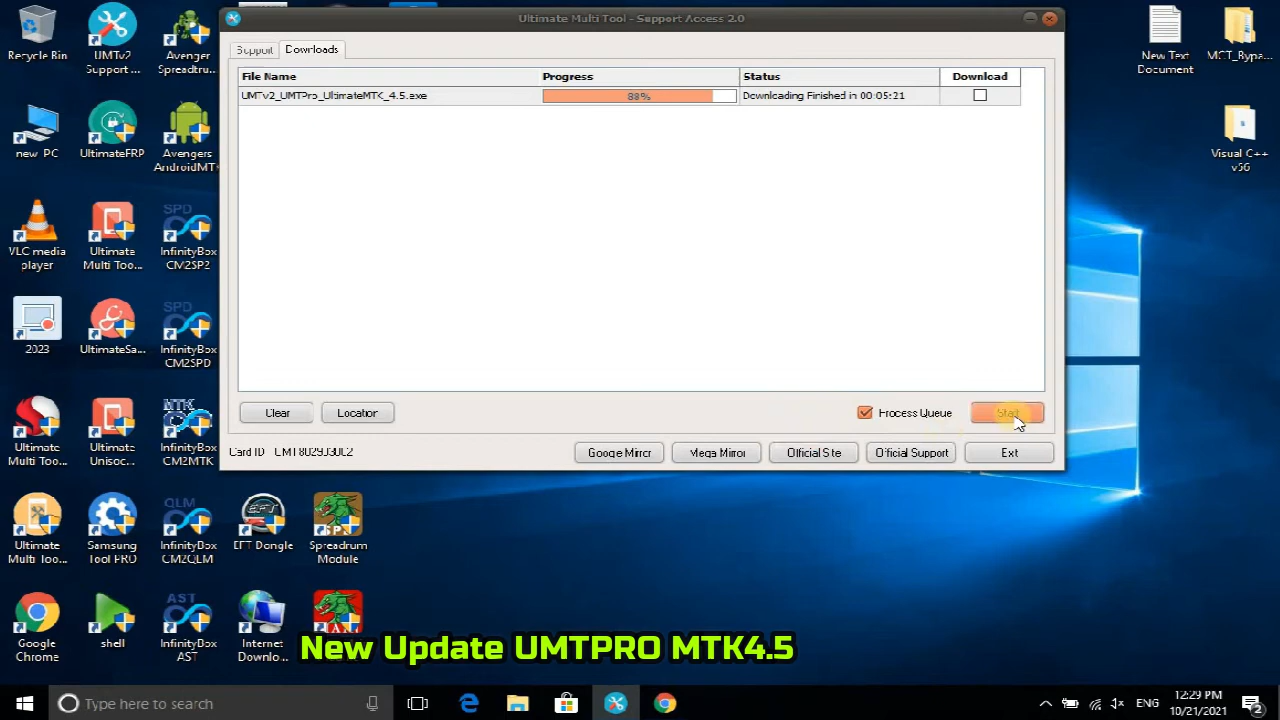 Ultimate Multi Tool - Support Access 2.0
Support
Downloads
File Name
Progress
Status
Download
UMTv2_UMTPro_UltimateMTK_4.5.exe
88%
Downloading Finished in 00:05:21
Clear
Location
Process Queue
Start
Card ID
Google Mirror
Mega Mirror
Official Site
Official Support
Exit
Recycle Bin
UMTv2
Support ...
Avenger
Spreadtru...
new_PC
UltimateFRP
Avengers
AndroidMT
VLC media
player
Ultimate
Multi Too...
InfinityBox
CM2SP2
2023
UltimateSa...
InfinityBox
CM2SPD
Ultimate
Multi Too...
Ultimate
Unisoc...
InfinityBox
CM2MTK
Ultimate
Multi Too...
Samsung
Tool PRO
InfinityBox
CM2QLM
EFT Dongle
Spreadrum
Module
Google
Chrome
shell
InfinityBox
AST
Internet
Downlo...
New Text
Document
MCT_Bypa...
Visual C++
v56
New Update UMTPRO MTK4.5
Type here to search
ENG
12:29 PM
10/21/2021
2